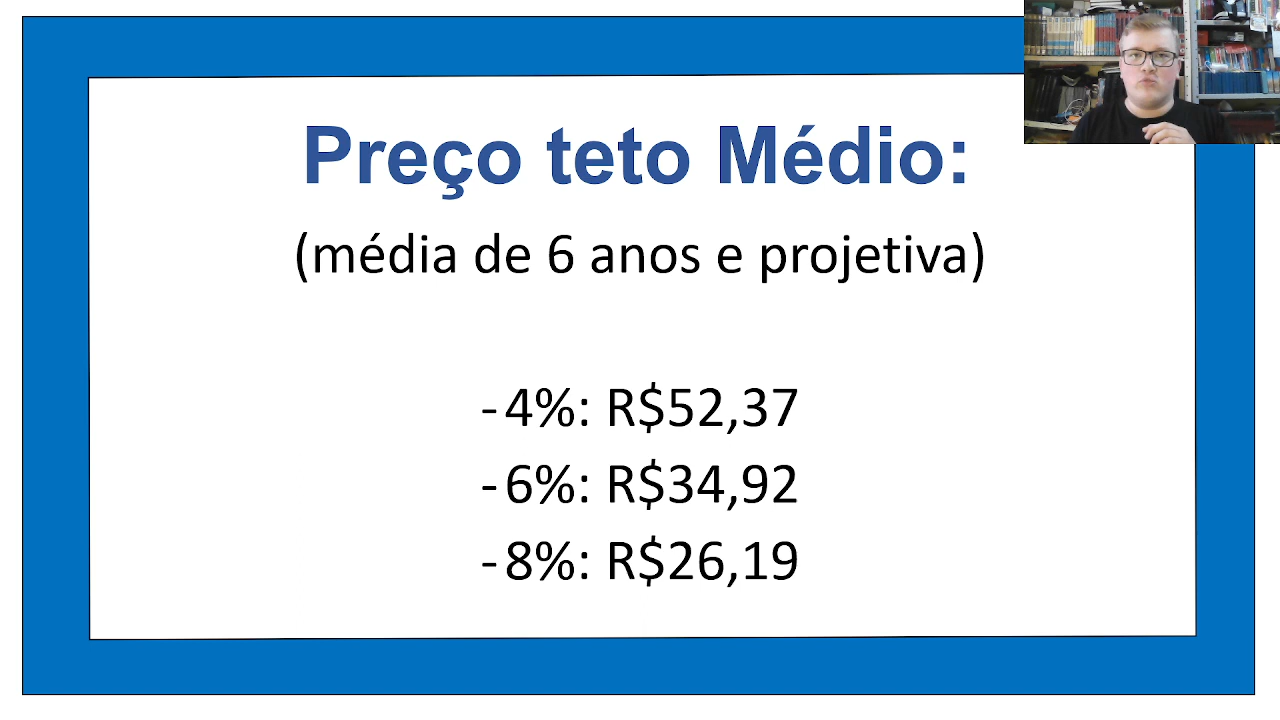 Preço teto Médio:
(média de 6 anos e projetiva)
- 4%: R$52,37
- 6%: R$34,92
- 8%: R$26,19